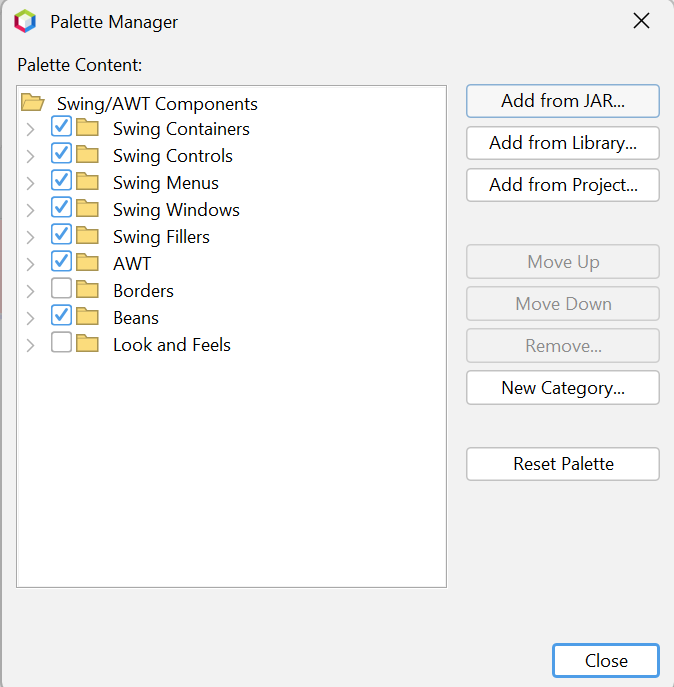 Palette Manager
Palette Content:
Swing/AWT Components
Swing Containers
Swing Controls
Swing Menus
Swing Windows
Swing Fillers
AWT
Borders
Beans
Look and Feels
Add from JAR...
Add from Library...
Add from Project...
Move Up
Move Down
Remove...
New Category...
Reset Palette
Close